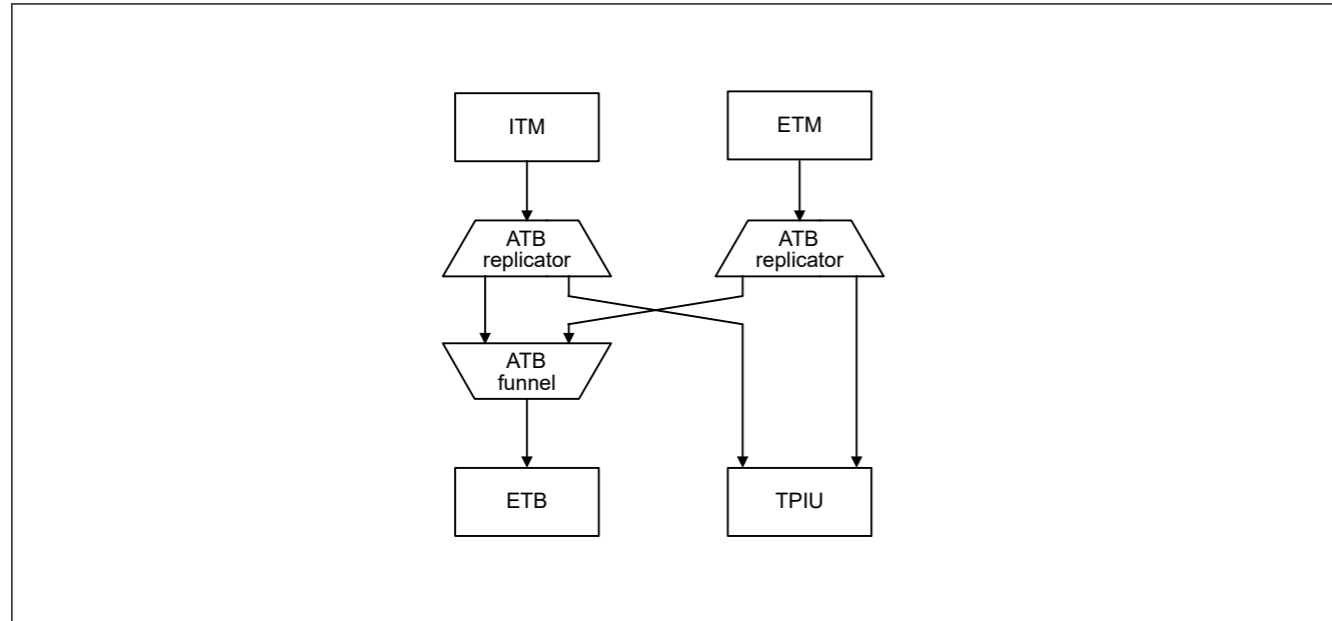 ITM
ETM
ATB
replicator
ATB
replicator
ATB
funnel
ETB
TPIU